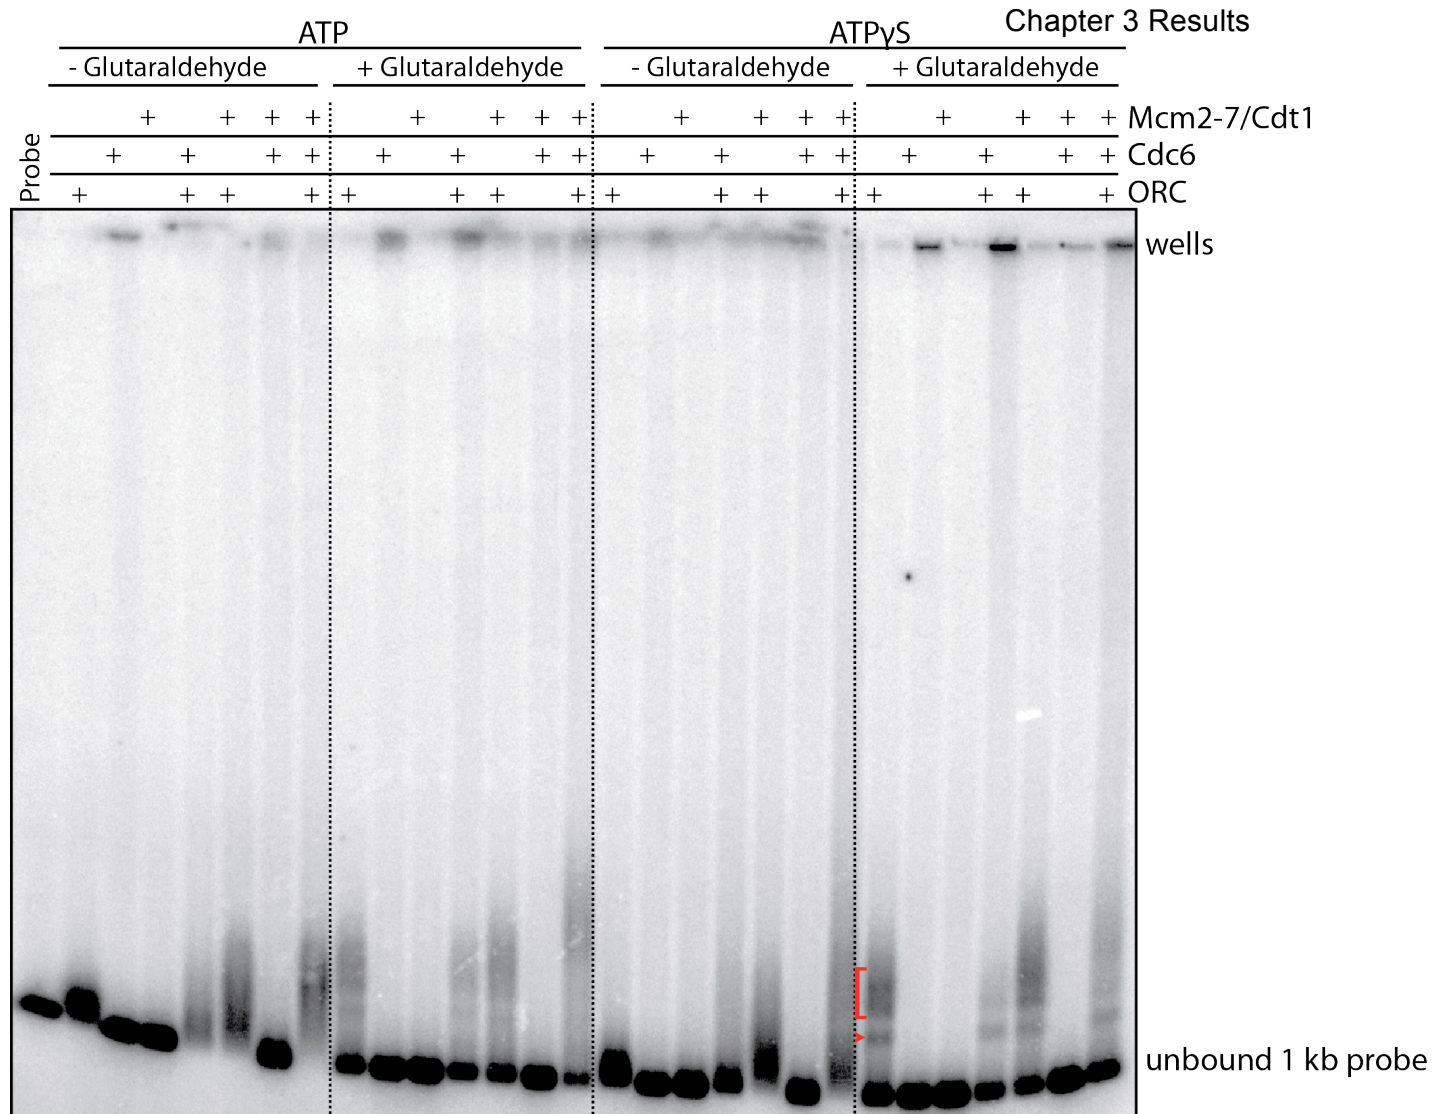 Chapter 3 Results
ATP ATPγS
- Glutaraldehyde + Glutaraldehyde - Glutaraldehyde + Glutaraldehyde
+ + + + + + + + + + + + + + + + Mcm2-7/Cdt1
+ + + + + + + + + + + + + + + + Cdc6
+ + + + + + + + + + + + + + + + ORC
Probe
wells
unbound 1 kb probe